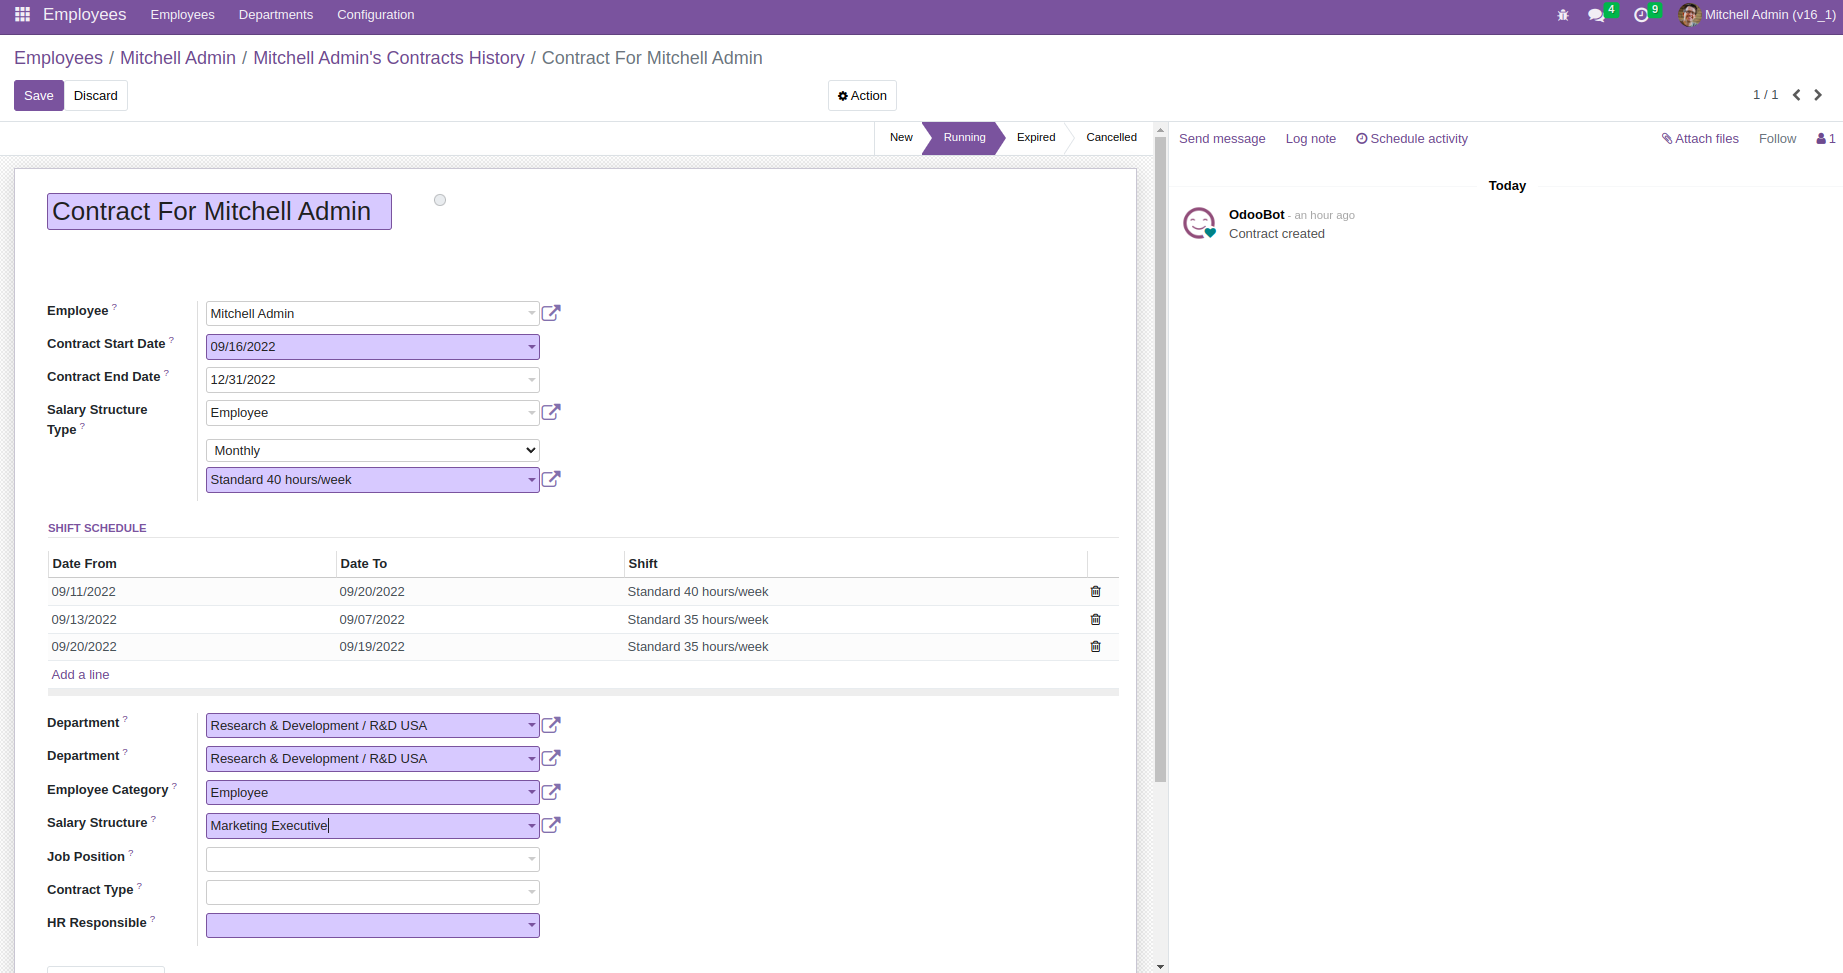 Employees Employees Departments Configuration 4 9 Mitchell Admin (v16_1)
Employees / Mitchell Admin / Mitchell Admin's Contracts History / Contract For Mitchell Admin
Save Discard Action 1 / 1
New Running Expired Cancelled
Send message Log note Schedule activity Attach files Follow 1
Today
OdooBot - an hour ago
Contract created
Contract For Mitchell Admin
Employee ? Mitchell Admin
Contract Start Date ? 09/16/2022
Contract End Date ? 12/31/2022
Salary Structure Employee
Type ?
Monthly
Standard 40 hours/week
SHIFT SCHEDULE
Date From Date To Shift
09/11/2022 09/20/2022 Standard 40 hours/week
09/13/2022 09/07/2022 Standard 35 hours/week
09/20/2022 09/19/2022 Standard 35 hours/week
Add a line
Department ? Research & Development / R&D USA
Department ? Research & Development / R&D USA
Employee Category ? Employee
Salary Structure ? Marketing Executive
Job Position ?
Contract Type ?
HR Responsible ?